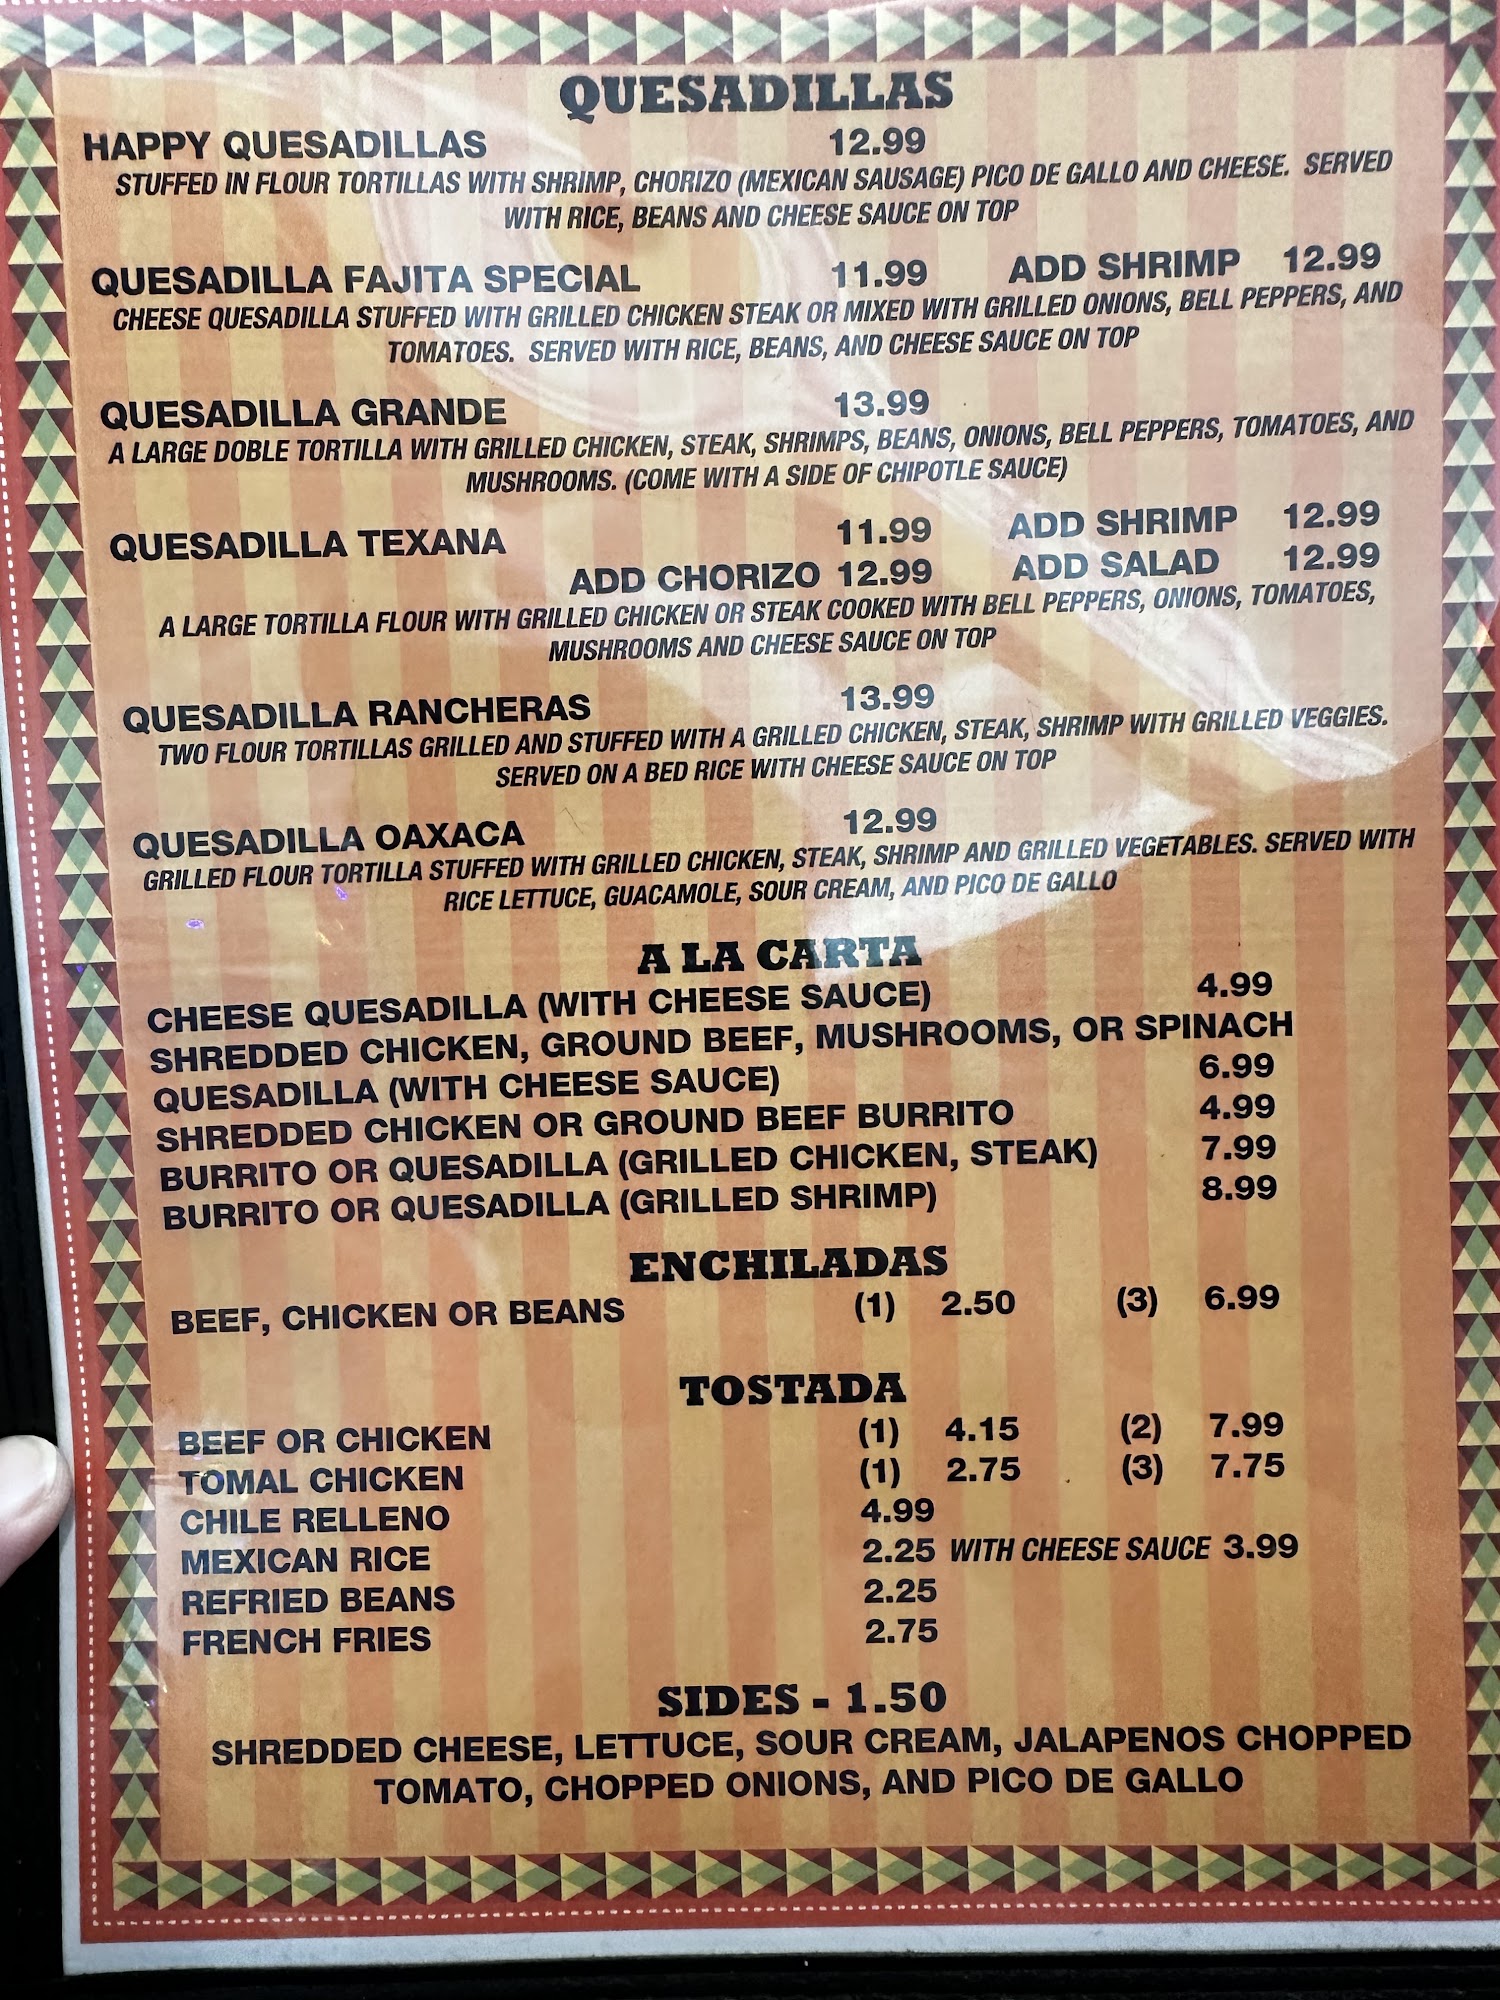 QUESADILLAS
HAPPY QUESADILLAS 12.99
STUFFED IN FLOUR TORTILLAS WITH SHRIMP, CHORIZO (MEXICAN SAUSAGE) PICO DE GALLO AND CHEESE. SERVED
WITH RICE, BEANS AND CHEESE SAUCE ON TOP
QUESADILLA FAJITA SPECIAL 11.99 ADD SHRIMP 12.99
CHEESE QUESADILLA STUFFED WITH GRILLED CHICKEN STEAK OR MIXED WITH GRILLED ONIONS, BELL PEPPERS, AND
TOMATOES. SERVED WITH RICE, BEANS, AND CHEESE SAUCE ON TOP
QUESADILLA GRANDE 13.99
A LARGE DOBLE TORTILLA WITH GRILLED CHICKEN, STEAK, SHRIMPS, BEANS, ONIONS, BELL PEPPERS, TOMATOES, AND
MUSHROOMS. (COME WITH A SIDE OF CHIPOTLE SAUCE)
QUESADILLA TEXANA 11.99 ADD SHRIMP 12.99
ADD CHORIZO 12.99 ADD SALAD 12.99
A LARGE TORTILLA FLOUR WITH GRILLED CHICKEN OR STEAK COOKED WITH BELL PEPPERS, ONIONS, TOMATOES,
MUSHROOMS AND CHEESE SAUCE ON TOP
QUESADILLA RANCHERAS 13.99
TWO FLOUR TORTILLAS GRILLED AND STUFFED WITH A GRILLED CHICKEN, STEAK, SHRIMP WITH GRILLED VEGGIES.
SERVED ON A BED RICE WITH CHEESE SAUCE ON TOP
QUESADILLA OAXACA 12.99
GRILLED FLOUR TORTILLA STUFFED WITH GRILLED CHICKEN, STEAK, SHRIMP AND GRILLED VEGETABLES. SERVED WITH
RICE LETTUCE, GUACAMOLE, SOUR CREAM, AND PICO DE GALLO
A LA CARTA
CHEESE QUESADILLA (WITH CHEESE SAUCE) 4.99
SHREDDED CHICKEN, GROUND BEEF, MUSHROOMS, OR SPINACH
QUESADILLA (WITH CHEESE SAUCE) 6.99
SHREDDED CHICKEN OR GROUND BEEF BURRITO 4.99
BURRITO OR QUESADILLA (GRILLED CHICKEN, STEAK) 7.99
BURRITO OR QUESADILLA (GRILLED SHRIMP) 8.99
ENCHILADAS
BEEF, CHICKEN OR BEANS (1) 2.50 (3) 6.99
TOSTADA
BEEF OR CHICKEN (1) 4.15 (2) 7.99
TOMAL CHICKEN (1) 2.75 (3) 7.75
CHILE RELLENO 4.99
MEXICAN RICE 2.25 WITH CHEESE SAUCE 3.99
REFRIED BEANS 2.25
FRENCH FRIES 2.75
SIDES - 1.50
SHREDDED CHEESE, LETTUCE, SOUR CREAM, JALAPENOS CHOPPED
TOMATO, CHOPPED ONIONS, AND PICO DE GALLO